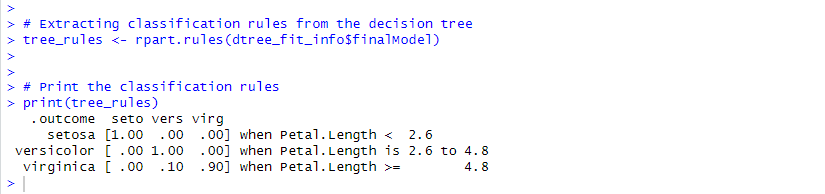 >
> # Extracting classification rules from the decision tree
> tree_rules <- rpart.rules(dtree_fit_info$finalModel)
>
>
> # Print the classification rules
> print(tree_rules)
   .outcome  seto vers virg
     setosa [1.00  .00  .00] when Petal.Length <  2.6
 versicolor [ .00 1.00  .00] when Petal.Length is 2.6 to 4.8
  virginica [ .00  .10  .90] when Petal.Length >=        4.8
>